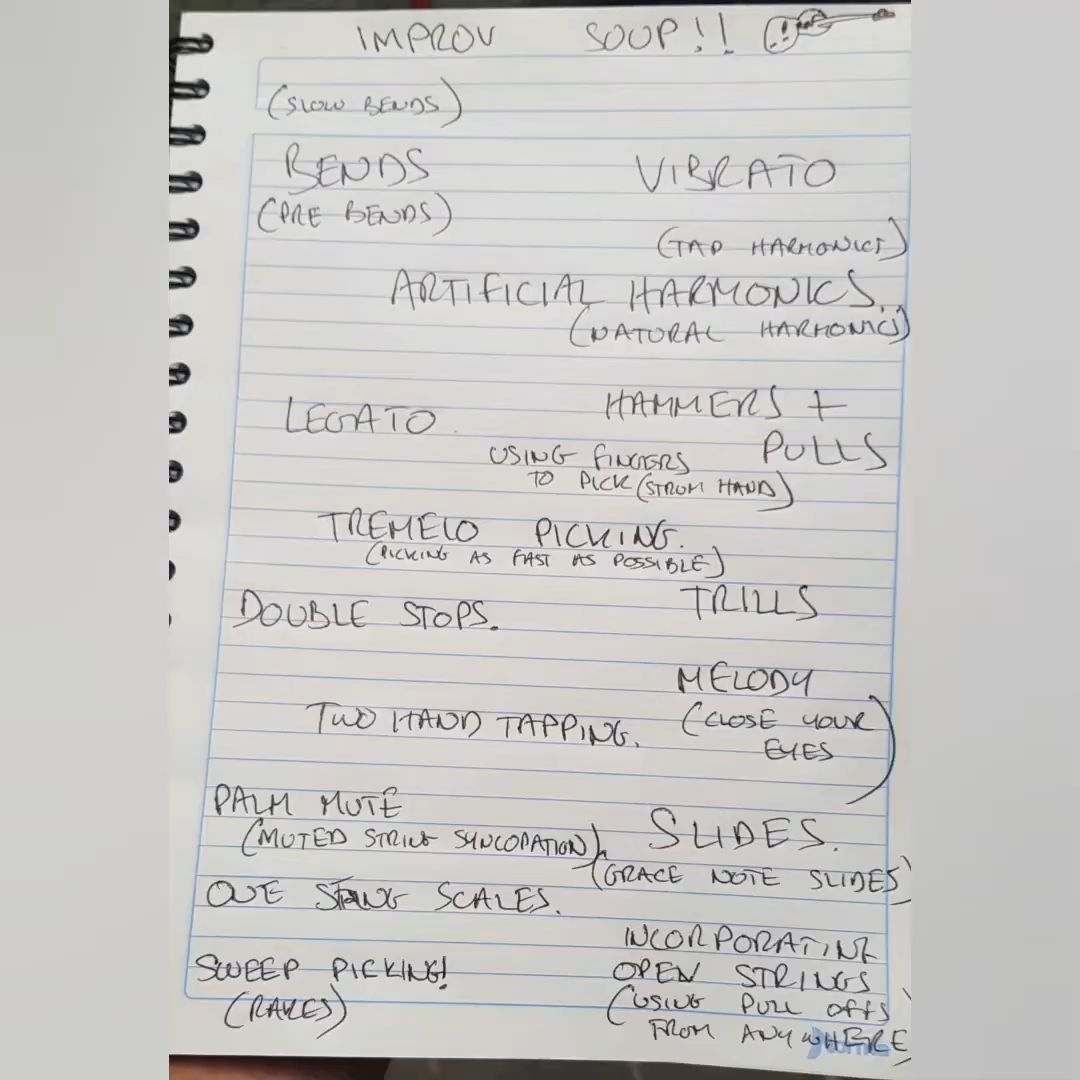 IMPROV SOUP!!
(SLOW BENDS)
BENDS
VIBRATO
(PRE BENDS)
(TAP HARMONICS)
ARTIFICIAL HARMONICS.
(NATURAL HARMONICS)
LEGATO.
HAMMERS +
PULLS
USING FINGERS
TO PICK (STRUM HAND)
TREMELO PICKING.
(PICKING AS FAST AS POSSIBLE)
TRILLS
DOUBLE STOPS.
MELODY
(CLOSE YOUR
EYES)
TWO HAND TAPPING.
PALM MUTE
(MUTED STRING SYNCOPATION)
SLIDES.
(GRACE NOTE SLIDES)
ONE STRING SCALES.
INCORPORATING
OPEN STRINGS
(USING PULL OFFS
FROM ANYWHERE)
SWEEP PICKING!
(RAKES)